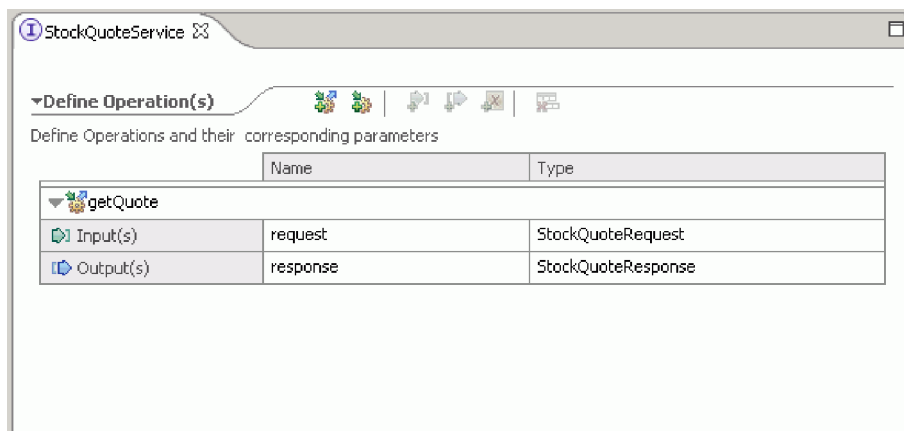 StockQuoteService
Define Operation(s)
Define Operations and their corresponding parameters
Name Type
getQuote
Input(s) request StockQuoteRequest
Output(s) response StockQuoteResponse